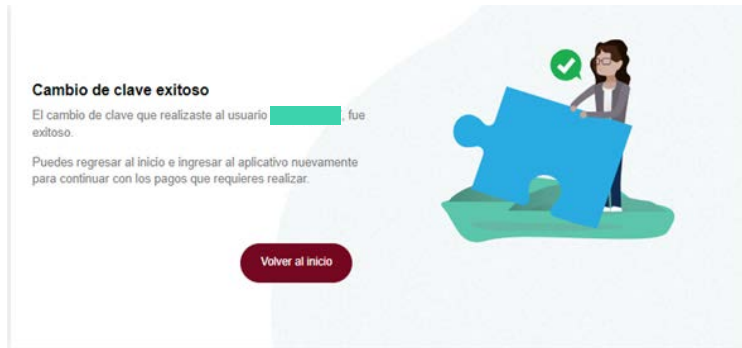 Cambio de clave exitoso
El cambio de clave que realizaste al usuario , fue
exitoso.
Puedes regresar al inicio e ingresar al aplicativo nuevamente
para continuar con los pagos que requieres realizar.
Volver al inicio